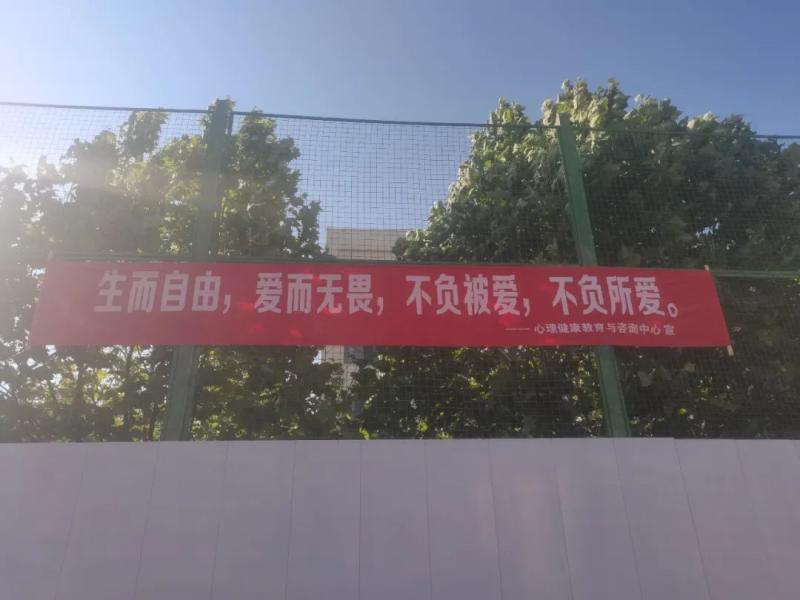 生而自由，爱而无畏，不负被爱，不负所爱。
—— 心理健康教育与咨询中心 宣